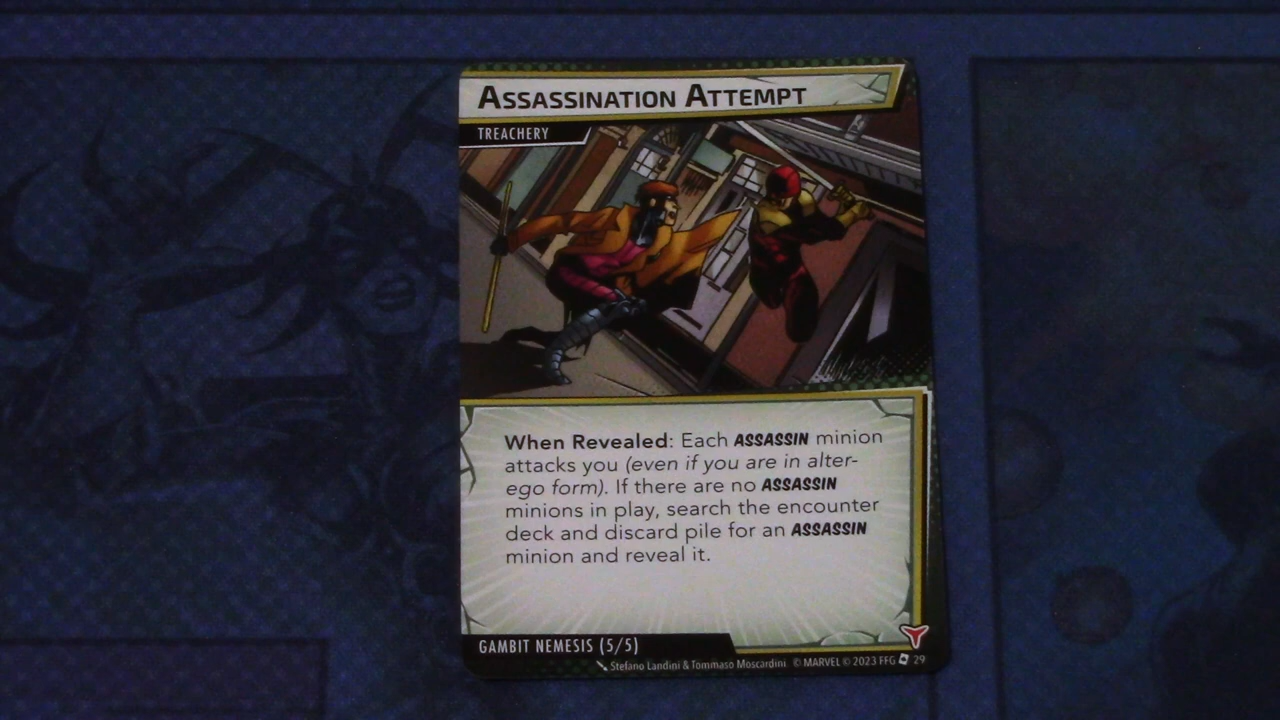 ASSASSINATION ATTEMPT
TREACHERY
When Revealed: Each ASSASSIN minion
attacks you (even if you are in alter-
ego form). If there are no ASSASSIN
minions in play, search the encounter
deck and discard pile for an ASSASSIN
minion and reveal it.
GAMBIT NEMESIS (5/5)
Stefano Landini & Tommaso Moscardini © MARVEL © 2023 FFG 29